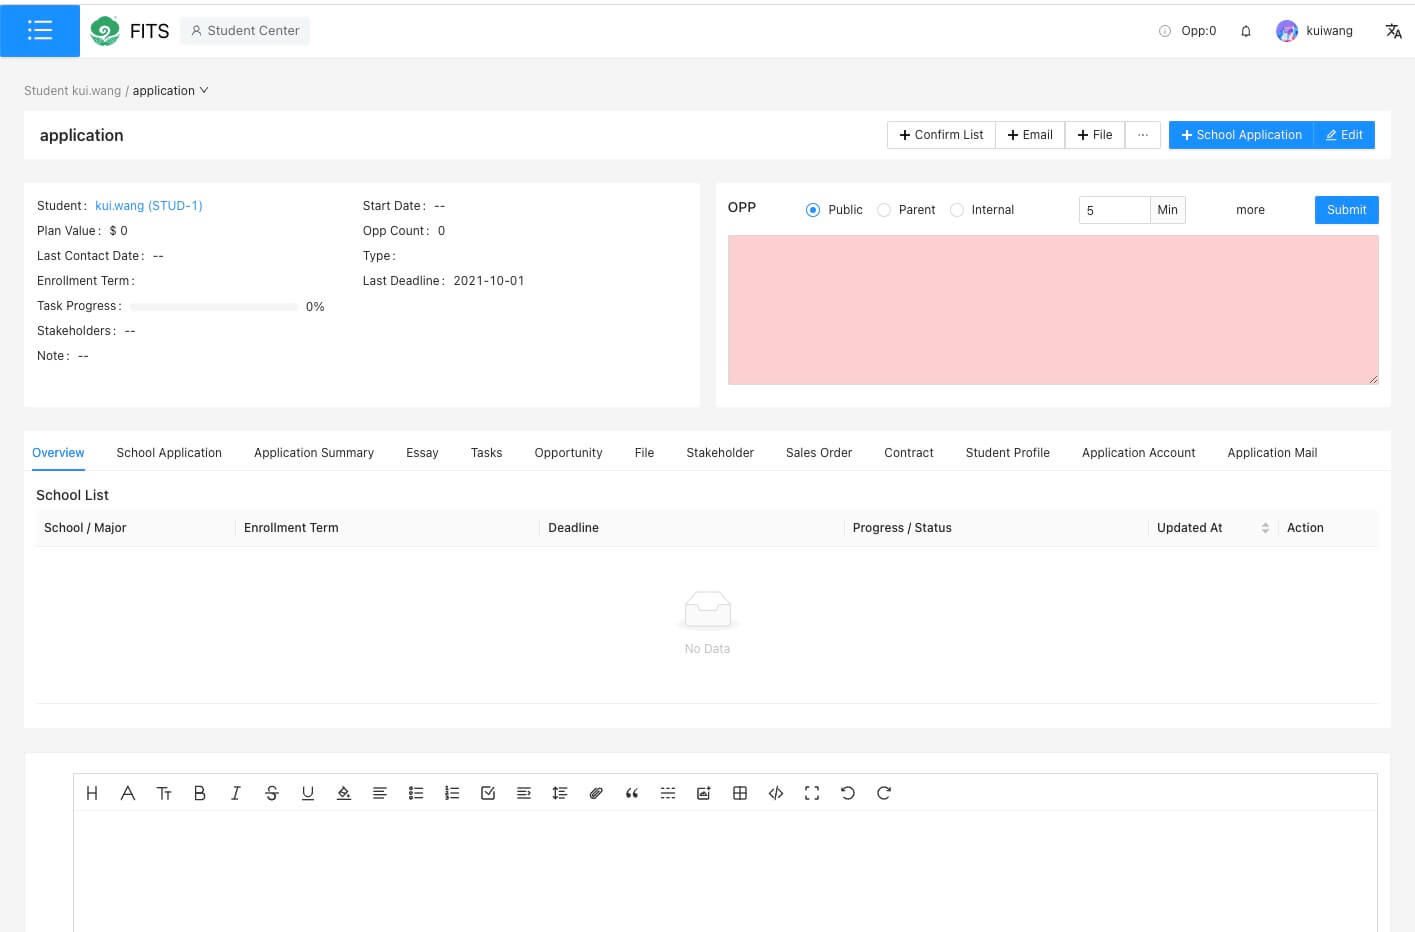 FITS Student Center Opp:0 kuiwang
Student kui.wang / application
application + Confirm List + Email + File ... + School Application Edit
Student: kui.wang (STUD-1) Start Date: --
Plan Value: $ 0 Opp Count: 0
Last Contact Date: -- Type:
Enrollment Term: Last Deadline: 2021-10-01
Task Progress: 0%
Stakeholders: --
Note: --
OPP Public Parent Internal 5 Min more Submit
Overview School Application Application Summary Essay Tasks Opportunity File Stakeholder Sales Order Contract Student Profile Application Account Application Mail
School List
School / Major Enrollment Term Deadline Progress / Status Updated At Action
No Data